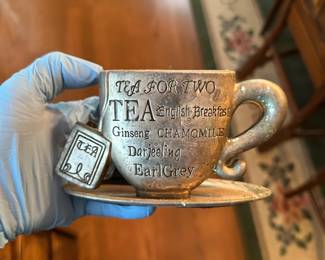 TEA FOR TWO
TEA English Breakfast
Ginseng CHAMOMILE
Darjeeling
EarlGrey
TEA